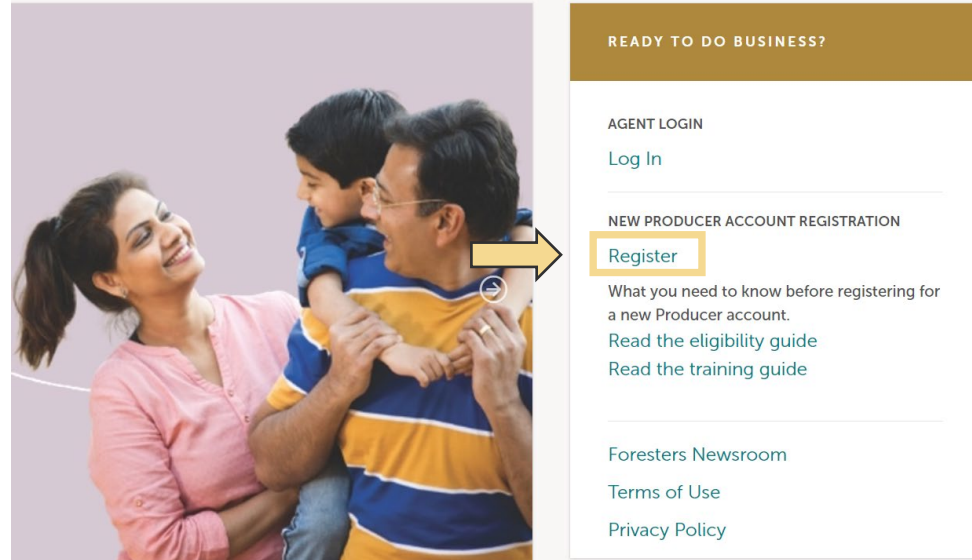 READY TO DO BUSINESS?
AGENT LOGIN
Log In
NEW PRODUCER ACCOUNT REGISTRATION
Register
What you need to know before registering for
a new Producer account.
Read the eligibility guide
Read the training guide
Foresters Newsroom
Terms of Use
Privacy Policy